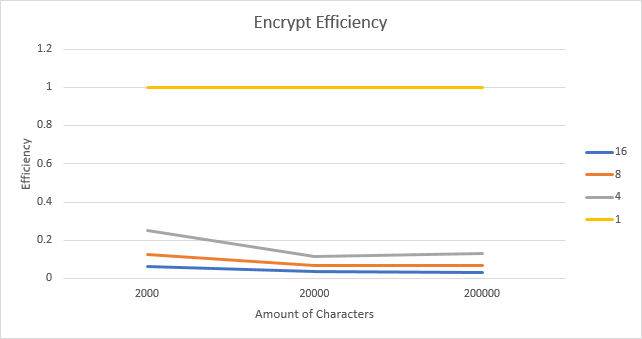 Encrypt Efficiency
1.2
1
0.8
0.6
0.4
0.2
0
Efficiency
2000 20000 200000
Amount of Characters
16
8
4
1